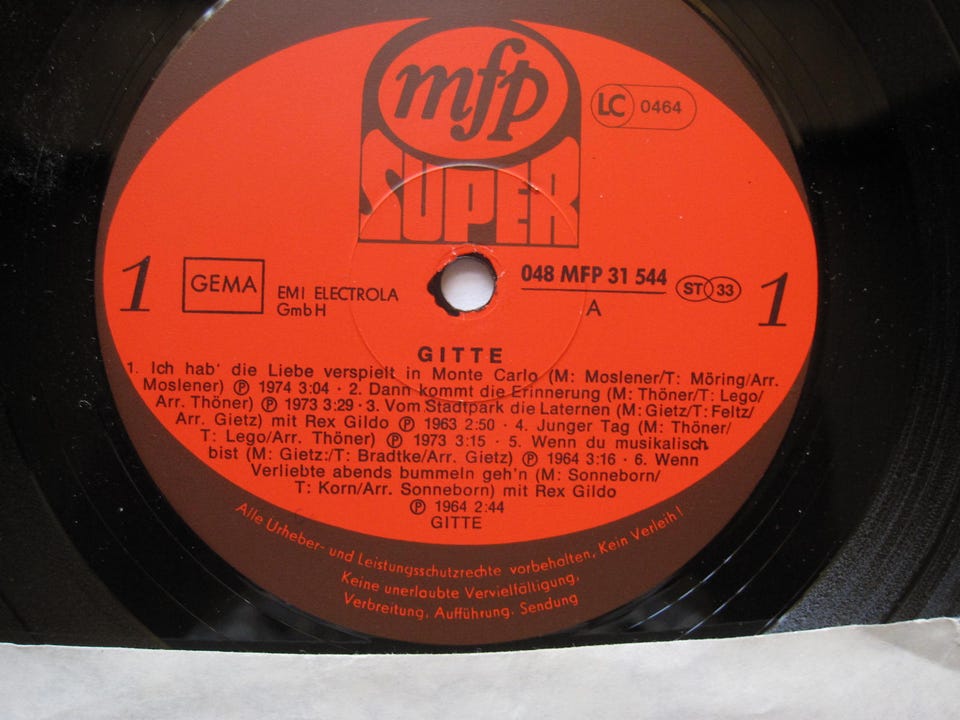 mfp
SUPER
LC 0464
1
GEMA
EMI ELECTROLA
GmbH
048 MFP 31 544
A
ST 33
1
GITTE
1. Ich hab' die Liebe verspielt in Monte Carlo (M: Moslener/T: Möring/Arr.
Moslener) Ⓟ 1974 3:04 · 2. Dann kommt die Erinnerung (M: Thöner/T: Lego/
Arr. Thöner) Ⓟ 1973 3:29 · 3. Vom Stadtpark die Laternen (M: Gietz/T: Feltz/
Arr. Gietz) mit Rex Gildo Ⓟ 1963 2:50 · 4. Junger Tag (M: Thöner/
T: Lego/Arr. Thöner) Ⓟ 1973 3:15 · 5. Wenn du musikalisch
bist (M: Gietz:/T: Bradtke/Arr. Gietz) Ⓟ 1964 3:16 · 6. Wenn
Verliebte abends bummeln geh'n (M: Sonneborn/
T: Korn/Arr. Sonneborn) mit Rex Gildo
Ⓟ 1964 2:44
GITTE
Alle Urheber- und Leistungsschutzrechte vorbehalten, Kein Verleih!
Keine unerlaubte Vervielfältigung,
Verbreitung, Aufführung, Sendung